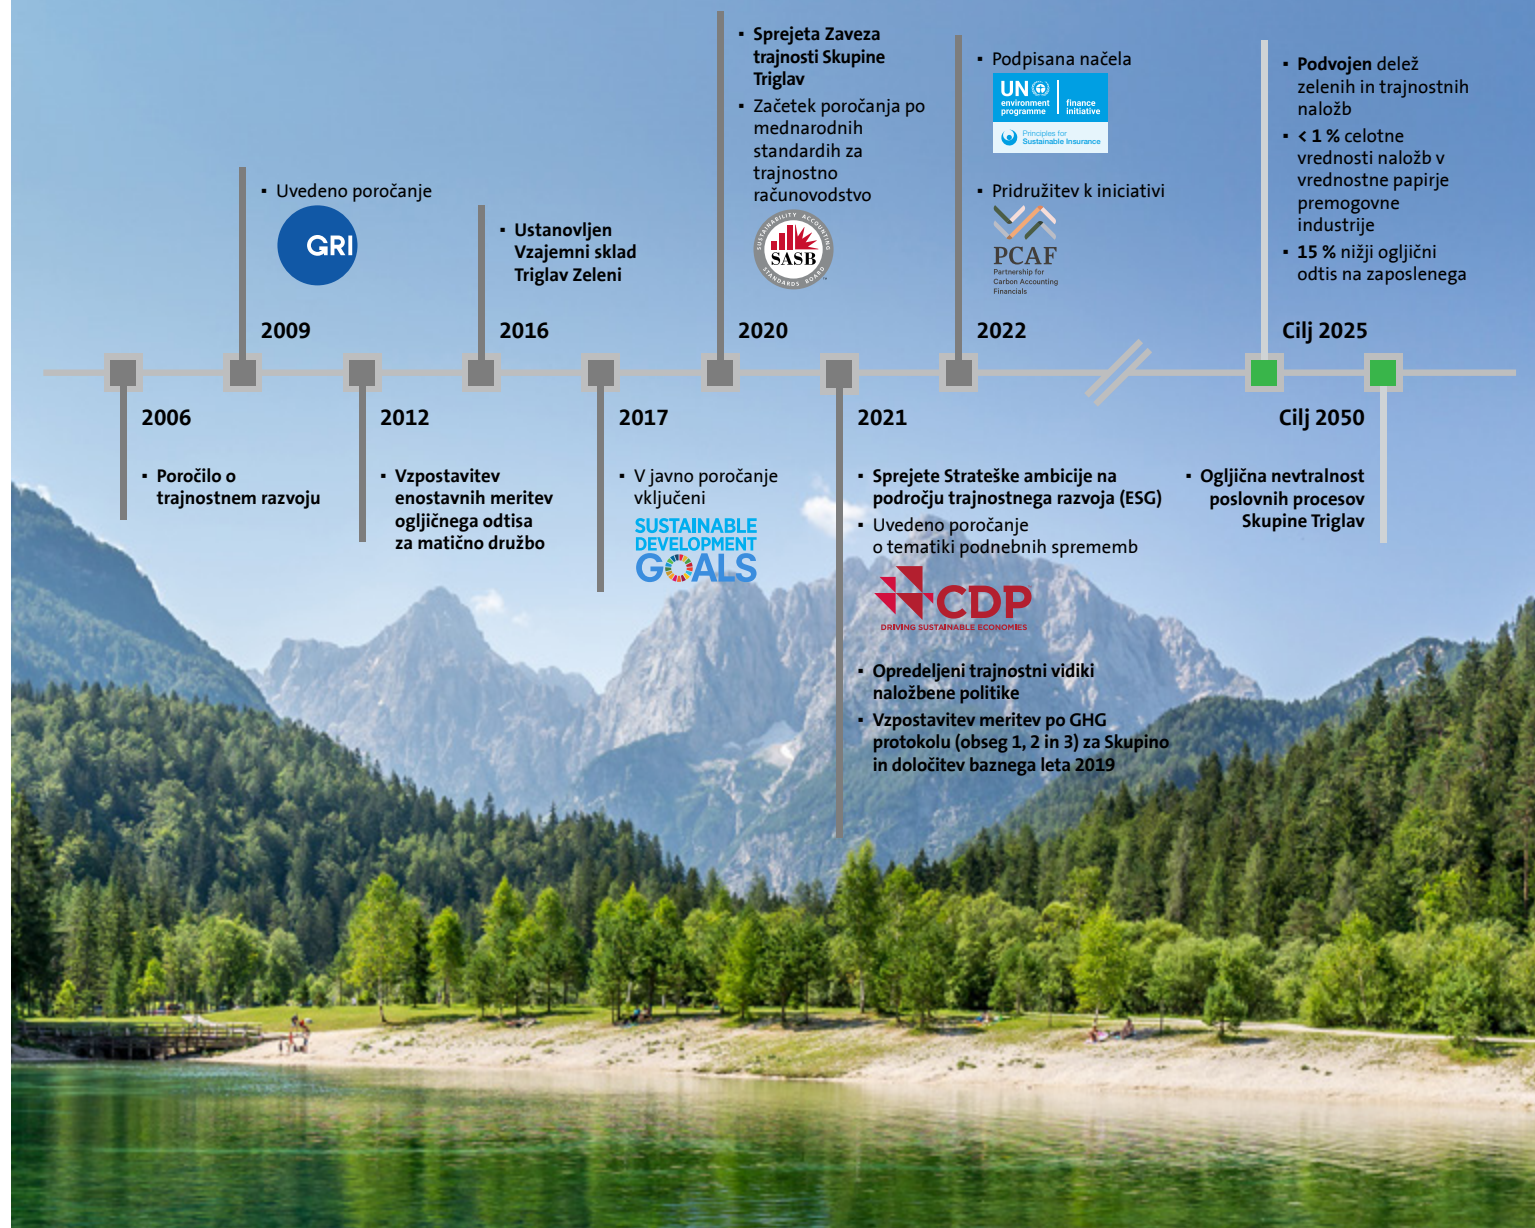 ▪ Poročilo o
trajnostnem razvoju
2006
▪ Uvedeno poročanje
GRI
2009
2012
▪ Vzpostavitev
enostavnih meritev
ogljičnega odtisa
za matično družbo
▪ Ustanovljen
Vzajemni sklad
Triglav Zeleni
2016
2017
▪ V javno poročanje
vključeni
SUSTAINABLE
DEVELOPMENT
GOALS
▪ Sprejeta Zaveza
trajnosti Skupine
Triglav
▪ Začetek poročanja po
mednarodnih
standardih za
trajnostno
računovodstvo
SUSTAINABILITY ACCOUNTING
SASB
STANDARDS BOARD
2020
2021
▪ Sprejete Strateške ambicije na
področju trajnostnega razvoja (ESG)
▪ Uvedeno poročanje
o tematiki podnebnih sprememb
CDP
DRIVING SUSTAINABLE ECONOMIES
▪ Opredeljeni trajnostni vidiki
naložbene politike
▪ Vzpostavitev meritev po GHG
protokolu (obseg 1, 2 in 3) za Skupino
in določitev baznega leta 2019
▪ Podpisana načela
UN
environment
programme
finance
initiative
Principles for
Sustainable Insurance
▪ Pridružitev k iniciativi
PCAF
Partnership for
Carbon Accounting
Financials
2022
▪ Podvojen delež
zelenih in trajnostnih
naložb
▪ < 1 % celotne
vrednosti naložb v
vrednostne papirje
premogovne
industrije
▪ 15 % nižji ogljični
odtis na zaposlenega
Cilj 2025
Cilj 2050
▪ Ogljična nevtralnost
poslovnih procesov
Skupine Triglav